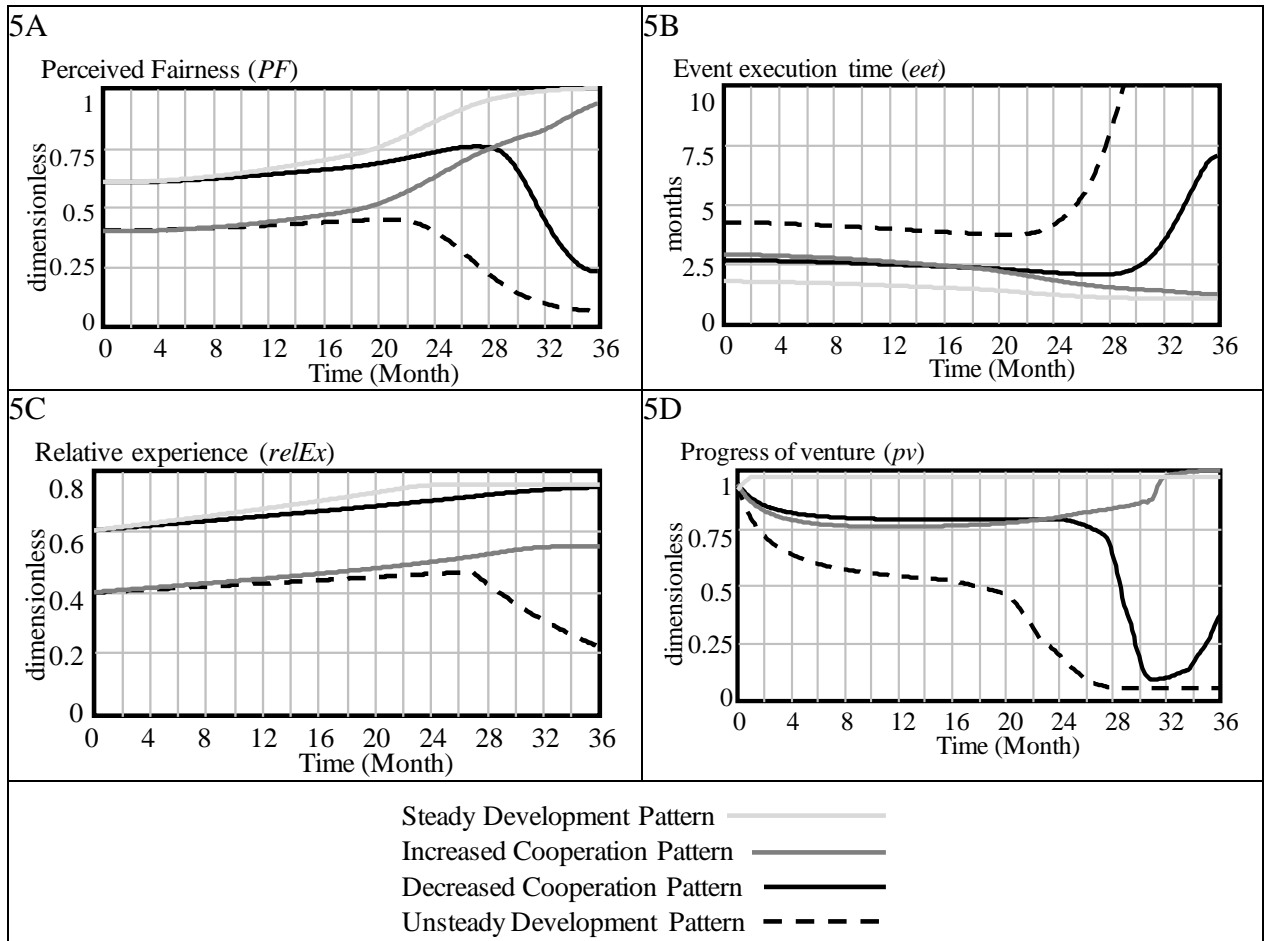 5A
Perceived Fairness (PF)
1
0.75
0.5
0.25
0
dimensionless
0 4 8 12 16 20 24 28 32 36
Time (Month)
5B
Event execution time (eet)
10
7.5
5
2.5
0
months
0 4 8 12 16 20 24 28 32 36
Time (Month)
5C
Relative experience (relEx)
0.8
0.6
0.4
0.2
0
dimensionless
0 4 8 12 16 20 24 28 32 36
Time (Month)
5D
Progress of venture (pv)
1
0.75
0.5
0.25
0
dimensionless
0 4 8 12 16 20 24 28 32 36
Time (Month)
Steady Development Pattern
Increased Cooperation Pattern
Decreased Cooperation Pattern
Unsteady Development Pattern